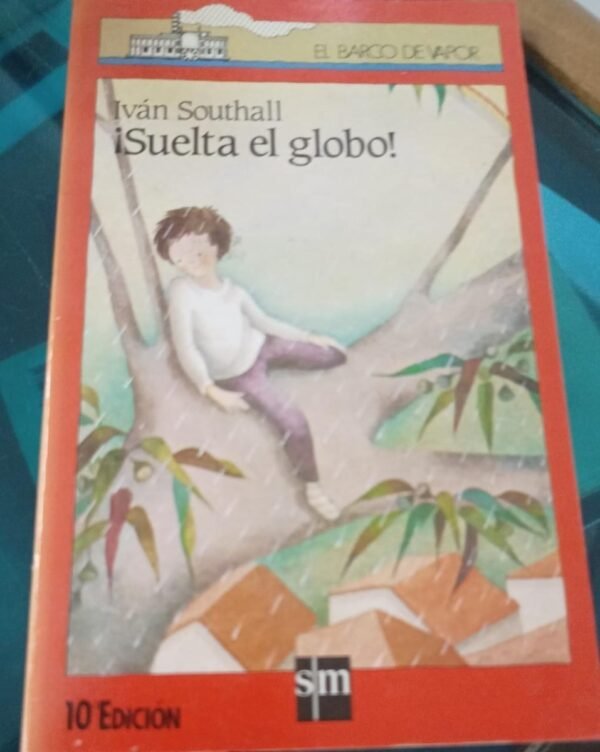 EL BARCO DE VAPOR
Iván Southall
¡Suelta el globo!
sm
10 EDICIÓN